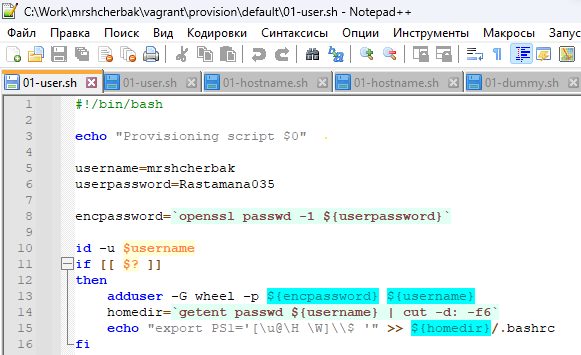 C:\Work\mrshcherbak\vagrant\provision\default\01-user.sh - Notepad++
Файл Правка Поиск Вид Кодировки Синтаксисы Опции Инструменты Макросы Запус
01-user.sh 01-user.sh 01-hostname.sh 01-hostname.sh 01-dummy.sh
1 #!/bin/bash
2
3 echo "Provisioning script $0"
4
5 username=mrshcherbak
6 userpassword=Rastamana035
7
8 encpassword=`openssl passwd -1 ${userpassword}`
9
10 id -u $username
11 if [[ $? ]]
12 then
13 adduser -G wheel -p ${encpassword} ${username}
14 homedir=`getent passwd ${username} | cut -d: -f6`
15 echo "export PS1='[\u@\H \W]\\$ '" >> ${homedir}/.bashrc
16 fi